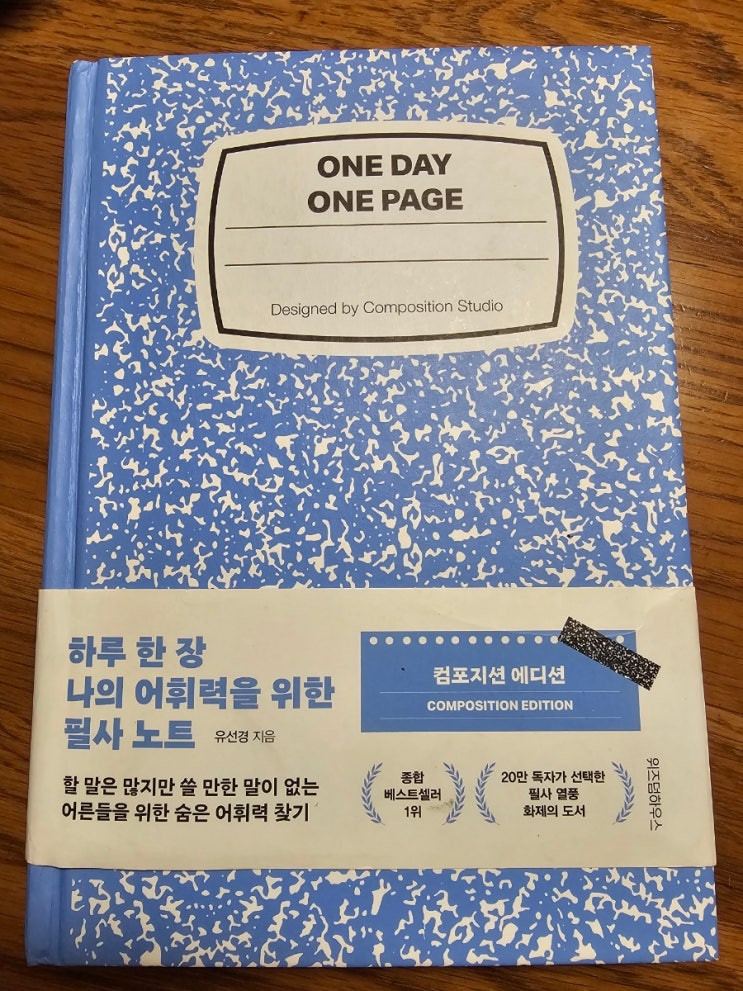 ONE DAY
ONE PAGE
Designed by Composition Studio
하루 한 장
나의 어휘력을 위한
필사 노트 유선경 지음
할 말은 많지만 쓸 만한 말이 없는
어른들을 위한 숨은 어휘력 찾기
컴포지션 에디션
COMPOSITION EDITION
종합
베스트셀러
1위
20만 독자가 선택한
필사 열풍
화제의 도서
위즈덤하우스